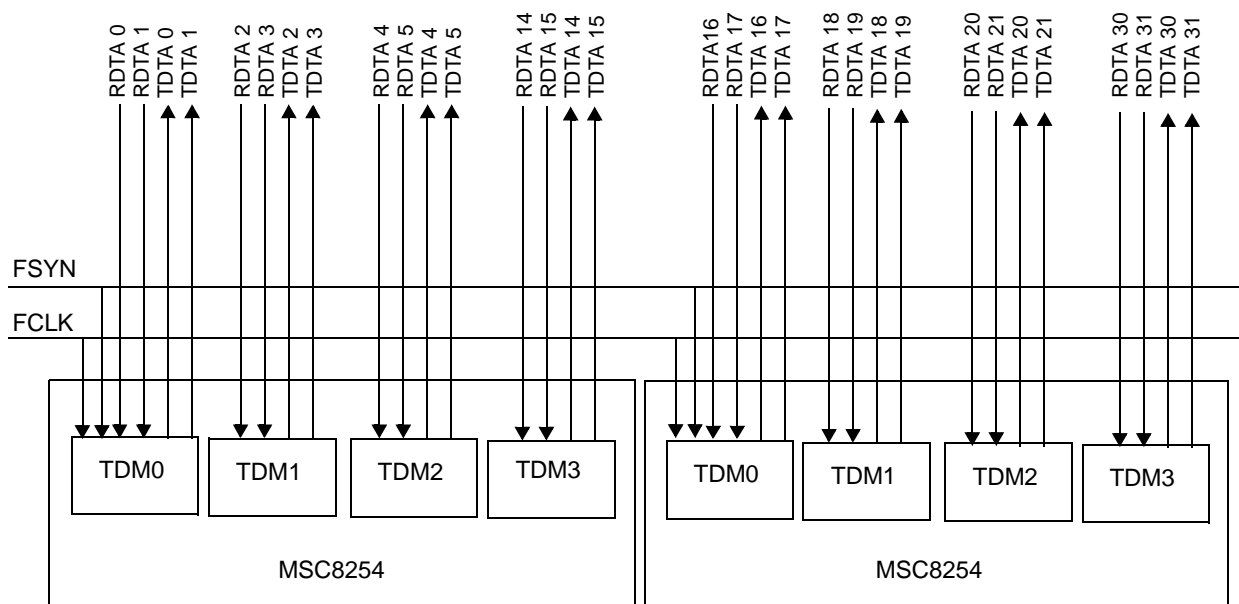 RDTA 0
RDTA 1
TDTA 0
TDTA 1
RDTA 2
RDTA 3
TDTA 2
TDTA 3
RDTA 4
RDTA 5
TDTA 4
TDTA 5
RDTA 14
RDTA 15
TDTA 14
TDTA 15
RDTA16
RDTA 17
TDTA 16
TDTA 17
RDTA 18
RDTA 19
TDTA 18
TDTA 19
RDTA 20
RDTA 21
TDTA 20
TDTA 21
RDTA 30
RDTA 31
TDTA 30
TDTA 31
FSYN
FCLK
TDM0
TDM1
TDM2
TDM3
TDM0
TDM1
TDM2
TDM3
MSC8254
MSC8254